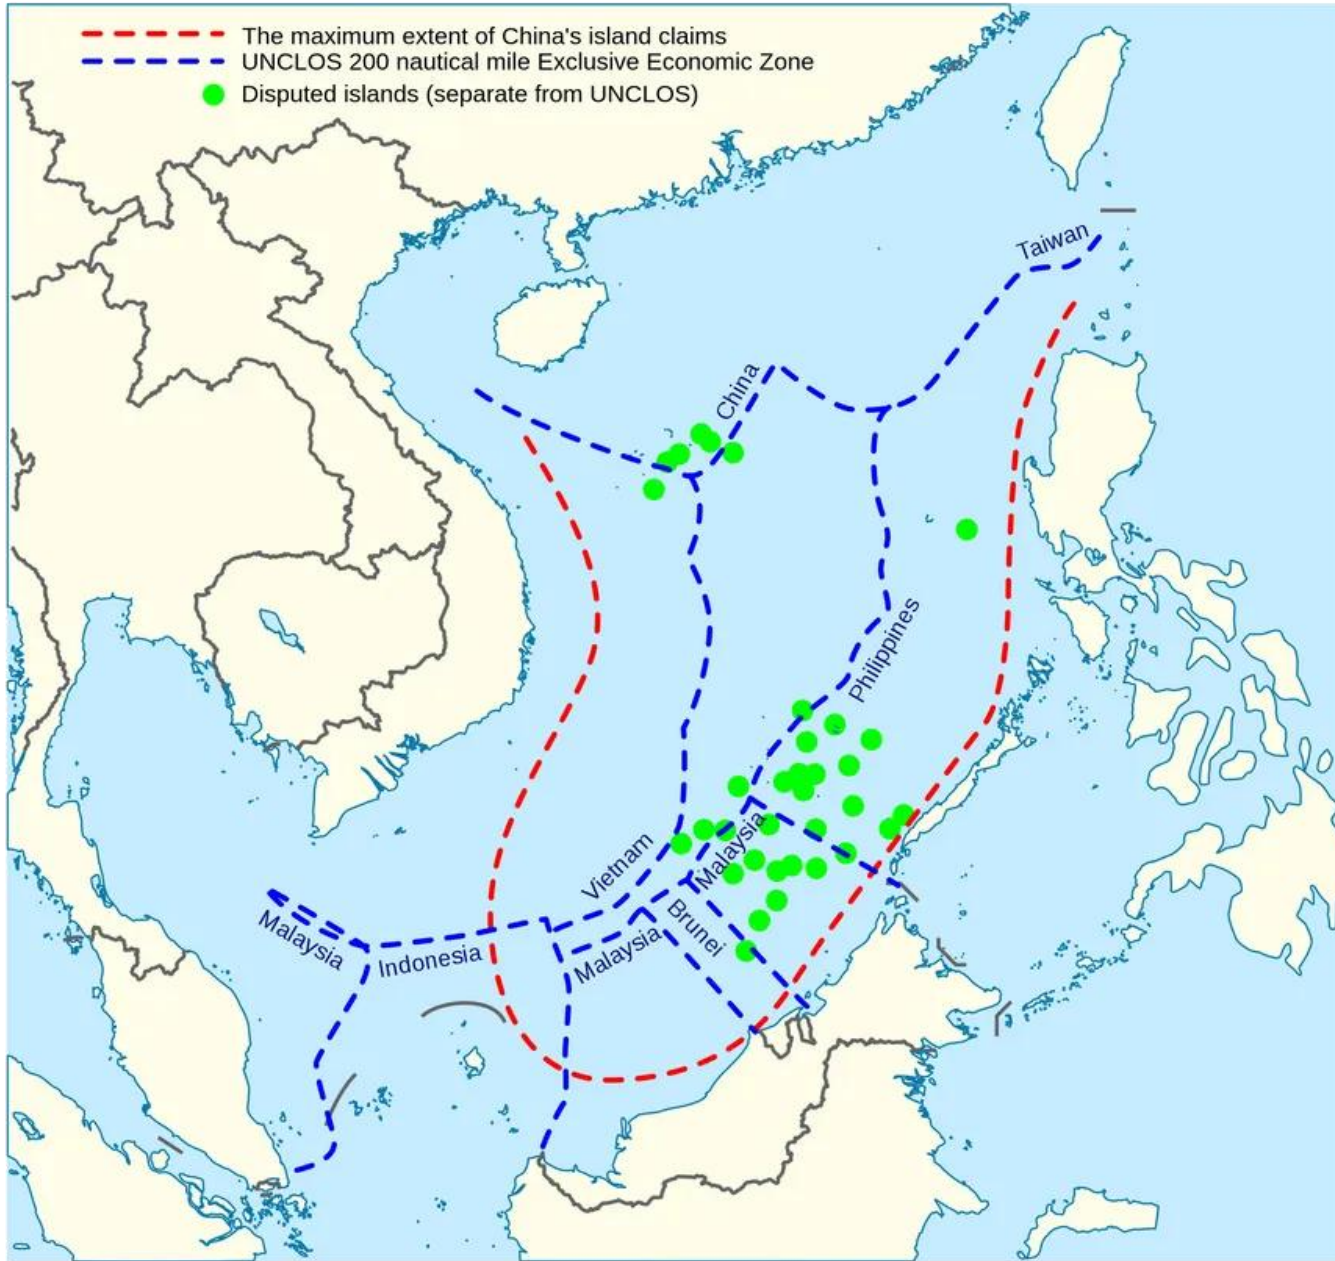 The maximum extent of China's island claims
UNCLOS 200 nautical mile Exclusive Economic Zone
Disputed islands (separate from UNCLOS)
Taiwan
China
Philippines
Malaysia
Vietnam
Brunei
Malaysia
Indonesia
Malaysia